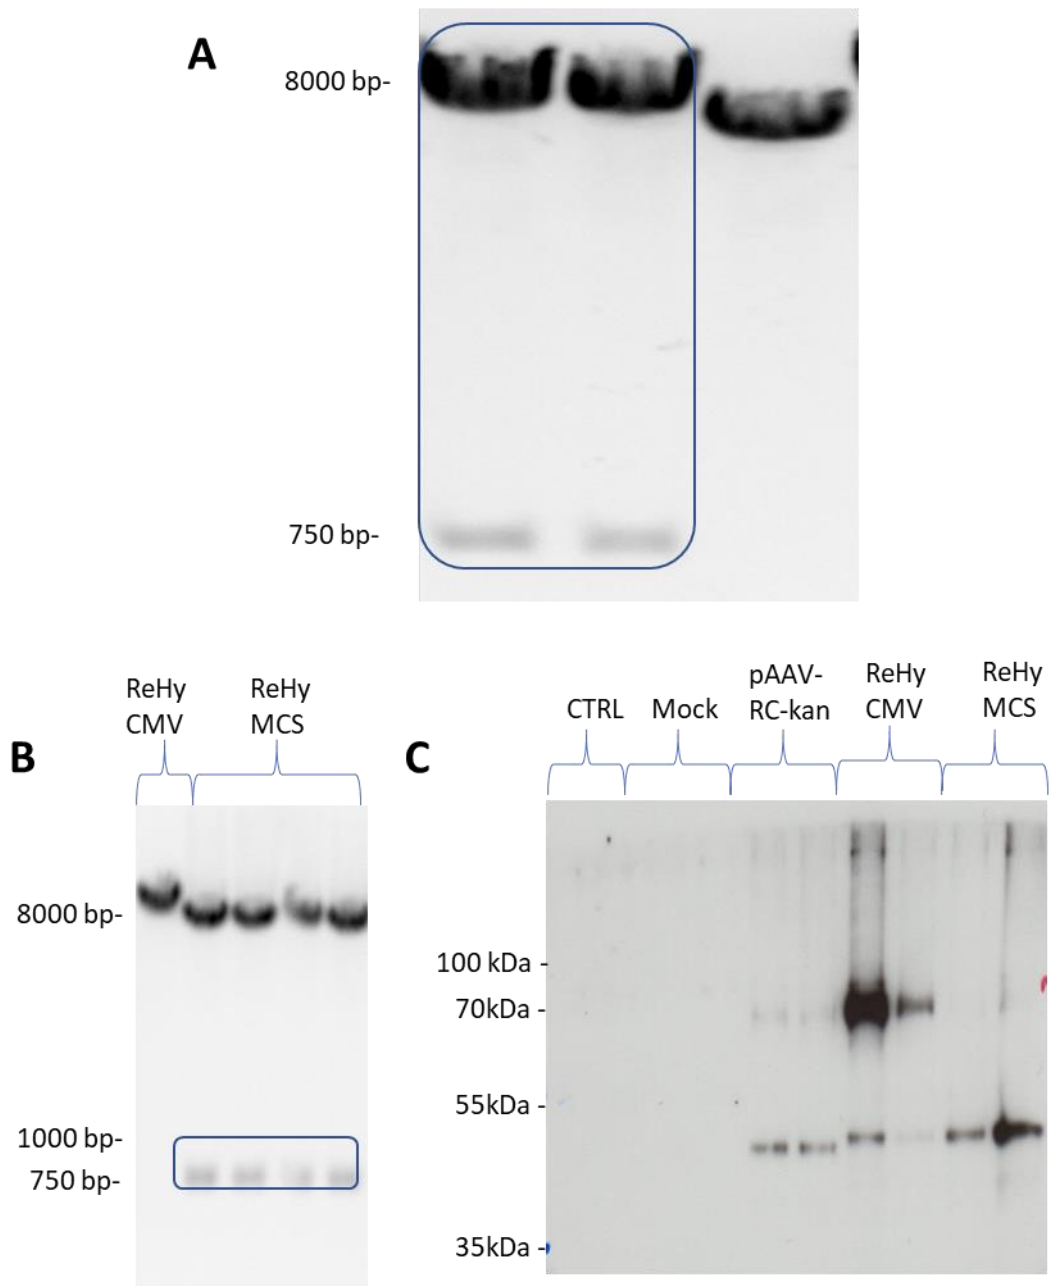 A
8000 bp-
750 bp-
ReHy
CMV
ReHy
MCS
B
8000 bp-
1000 bp-
750 bp-
pAAV-
RC-kan
ReHy
CMV
ReHy
MCS
CTRL
Mock
C
100 kDa -
70kDa -
55kDa -
35kDa -